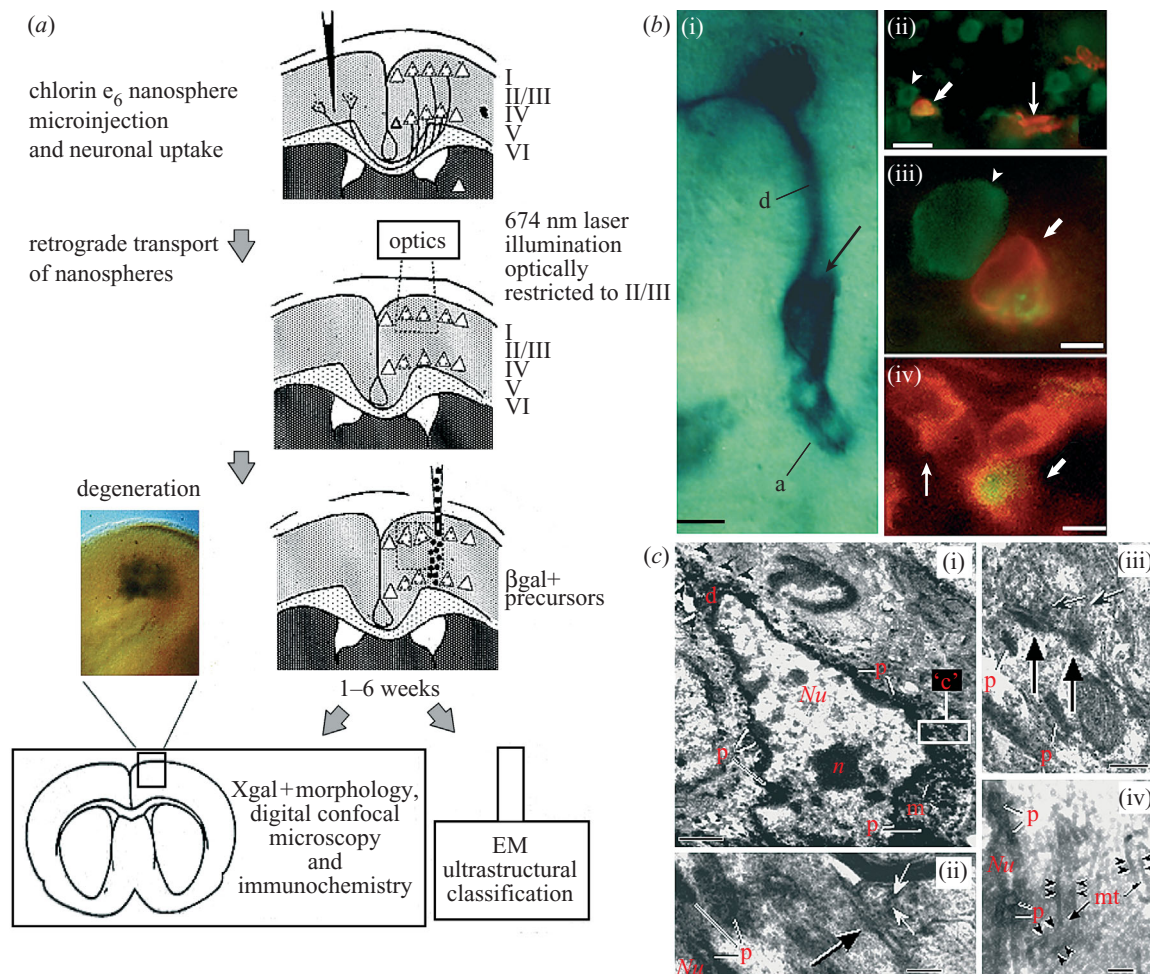 (a)
chlorin e6 nanosphere
microinjection
and neuronal uptake
I
II/III
IV
V
VI
retrograde transport
of nanospheres
optics
674 nm laser
illumination
optically
restricted to II/III
I
II/III
IV
V
VI
degeneration
βgal+
precursors
1–6 weeks
Xgal+morphology,
digital confocal
microscopy
and
immunochemistry
EM
ultrastructural
classification
(b)
(i)
d
a
(ii)
(iii)
(iv)
(c)
(i)
d
p
Nu
'c'
p
n
m
p
(ii)
p
Nu
(iii)
p
p
(iv)
p
Nu
p
mt